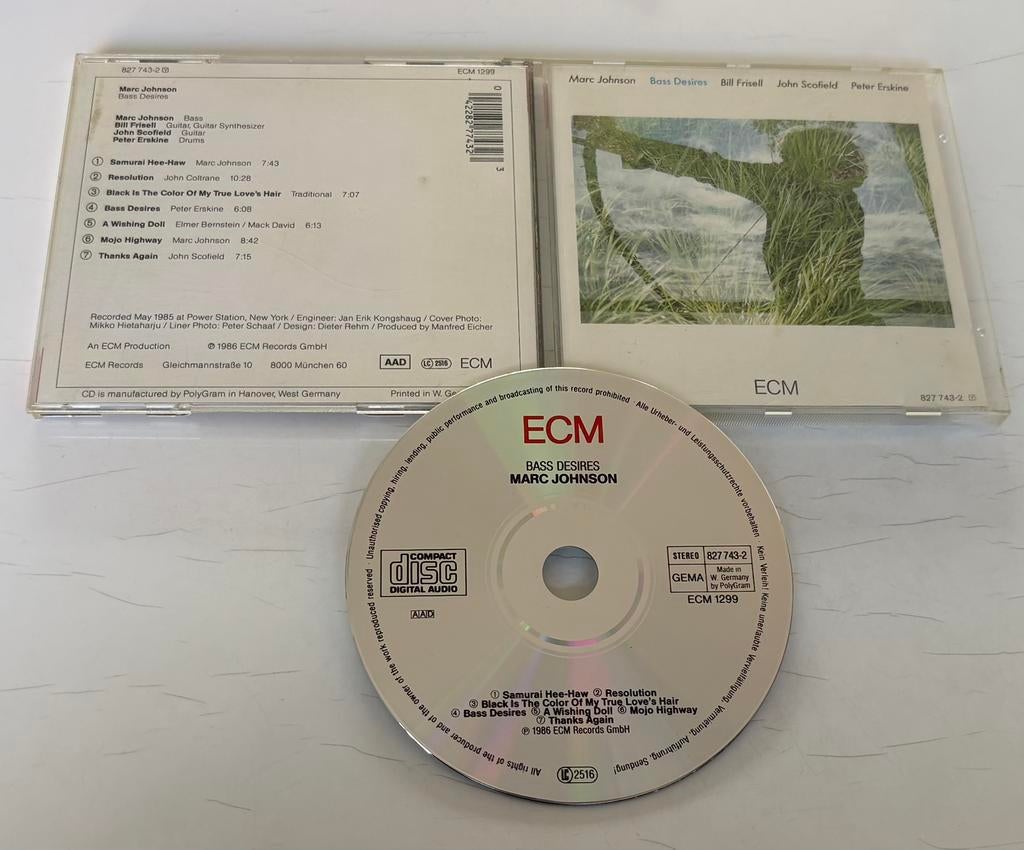 827 743-2
ECM 1299
Marc Johnson
Bass Desires
Marc Johnson Bass
Bill Frisell Guitar, Guitar Synthesizer
John Scofield Guitar
Peter Erskine Drums
① Samurai Hee-Haw Marc Johnson 7:43
② Resolution John Coltrane 10:28
③ Black Is The Color Of My True Love's Hair Traditional 7:07
④ Bass Desires Peter Erskine 6:08
⑤ A Wishing Doll Elmer Bernstein / Mack David 6:13
⑥ Mojo Highway Marc Johnson 8:42
⑦ Thanks Again John Scofield 7:15
Recorded May 1985 at Power Station, New York / Engineer: Jan Erik Kongshaug / Cover Photo:
Mikko Hietaharju / Liner Photo: Peter Schaaf / Design: Dieter Rehm / Produced by Manfred Eicher
An ECM Production ℗ 1986 ECM Records GmbH
ECM Records Gleichmannstraße 10 8000 München 60 AAD LC 2516 ECM
CD is manufactured by PolyGram in Hanover, West Germany Printed in W. Ge
0 42282 77432 3
Marc Johnson Bass Desires Bill Frisell John Scofield Peter Erskine
ECM
827 743-2
All rights of the producer and of the owner of the work reproduced reserved · Unauthorised copying, hiring, lending, public performance and broadcasting of this record prohibited · Alle Urheber- und Leistungsschutzrechte vorbehalten · Kein Verleih! Keine unerlaubte Vervielfältigung, Vermietung, Aufführung, Sendung!
ECM
BASS DESIRES
MARC JOHNSON
COMPACT
disc
DIGITAL AUDIO
AAD
STEREO 827 743-2
GEMA Made in
W. Germany
by PolyGram
ECM 1299
① Samurai Hee-Haw ② Resolution
③ Black Is The Color Of My True Love's Hair
④ Bass Desires ⑤ A Wishing Doll ⑥ Mojo Highway
⑦ Thanks Again
℗ 1986 ECM Records GmbH
LC 2516